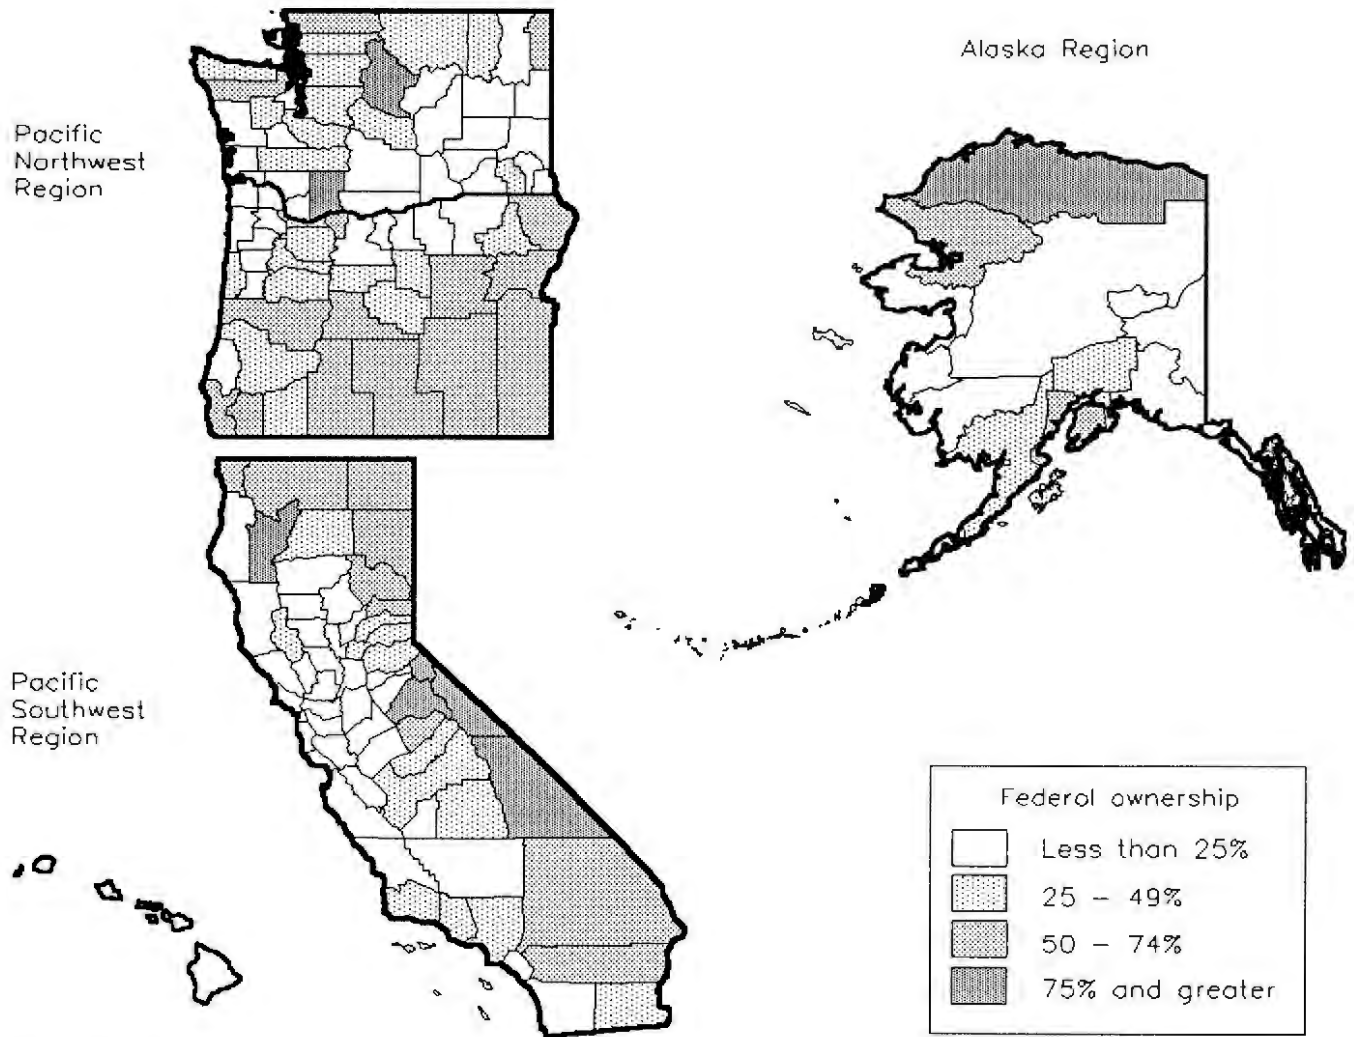 Alaska Region
Pacific
Northwest
Region
Pacific
Southwest
Region
Federal ownership
Less than 25%
25 – 49%
50 – 74%
75% and greater